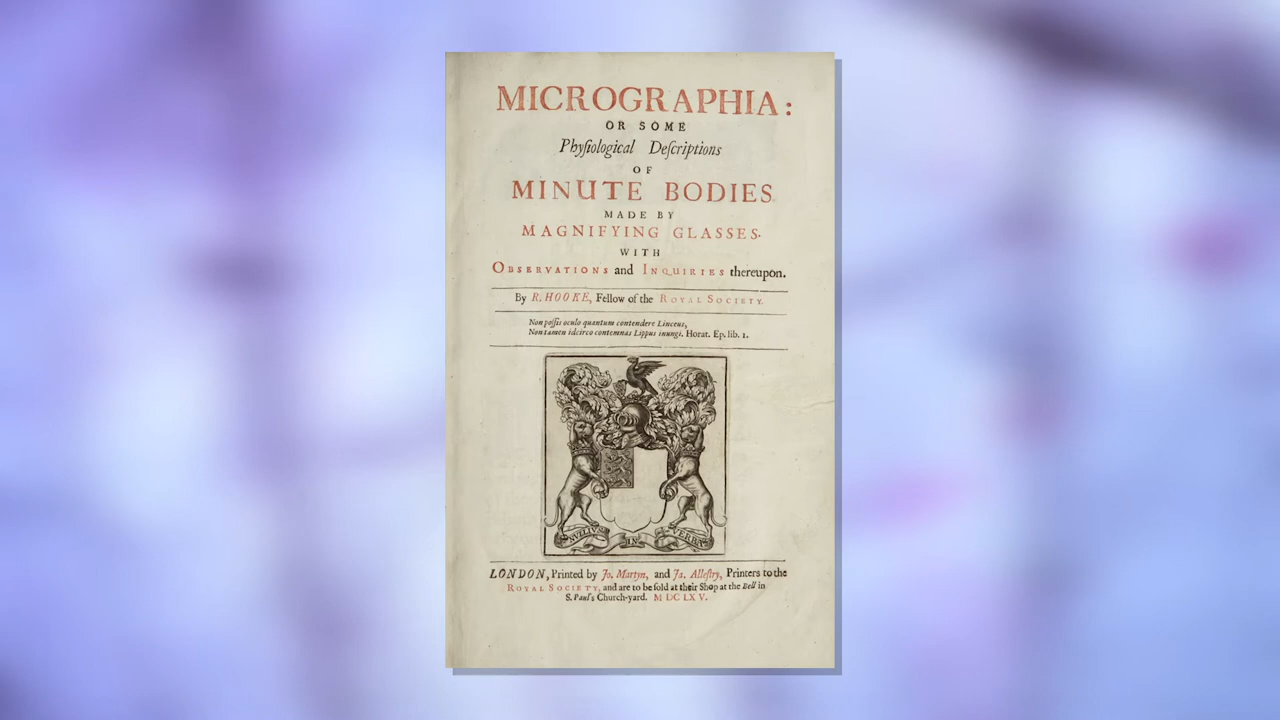 MICROGRAPHIA:
OR SOME
Phyſiological Deſcriptions
OF
MINUTE BODIES
MADE BY
MAGNIFYING GLASSES.
WITH
OBSERVATIONS and INQUIRIES thereupon.
By R. HOOKE, Fellow of the ROYAL SOCIETY.
Non poſſis oculo quantum contendere Linceus,
Non tamen idcirco contemnas Lippus inungi. Horat. Ep. lib. 1.
NULLIUS IN VERBA
LONDON, Printed by Jo. Martyn, and Ja. Alleſtry, Printers to the
ROYAL SOCIETY, and are to be ſold at their Shop at the Bell in
S. Paul's Church-yard. M DC LX V.